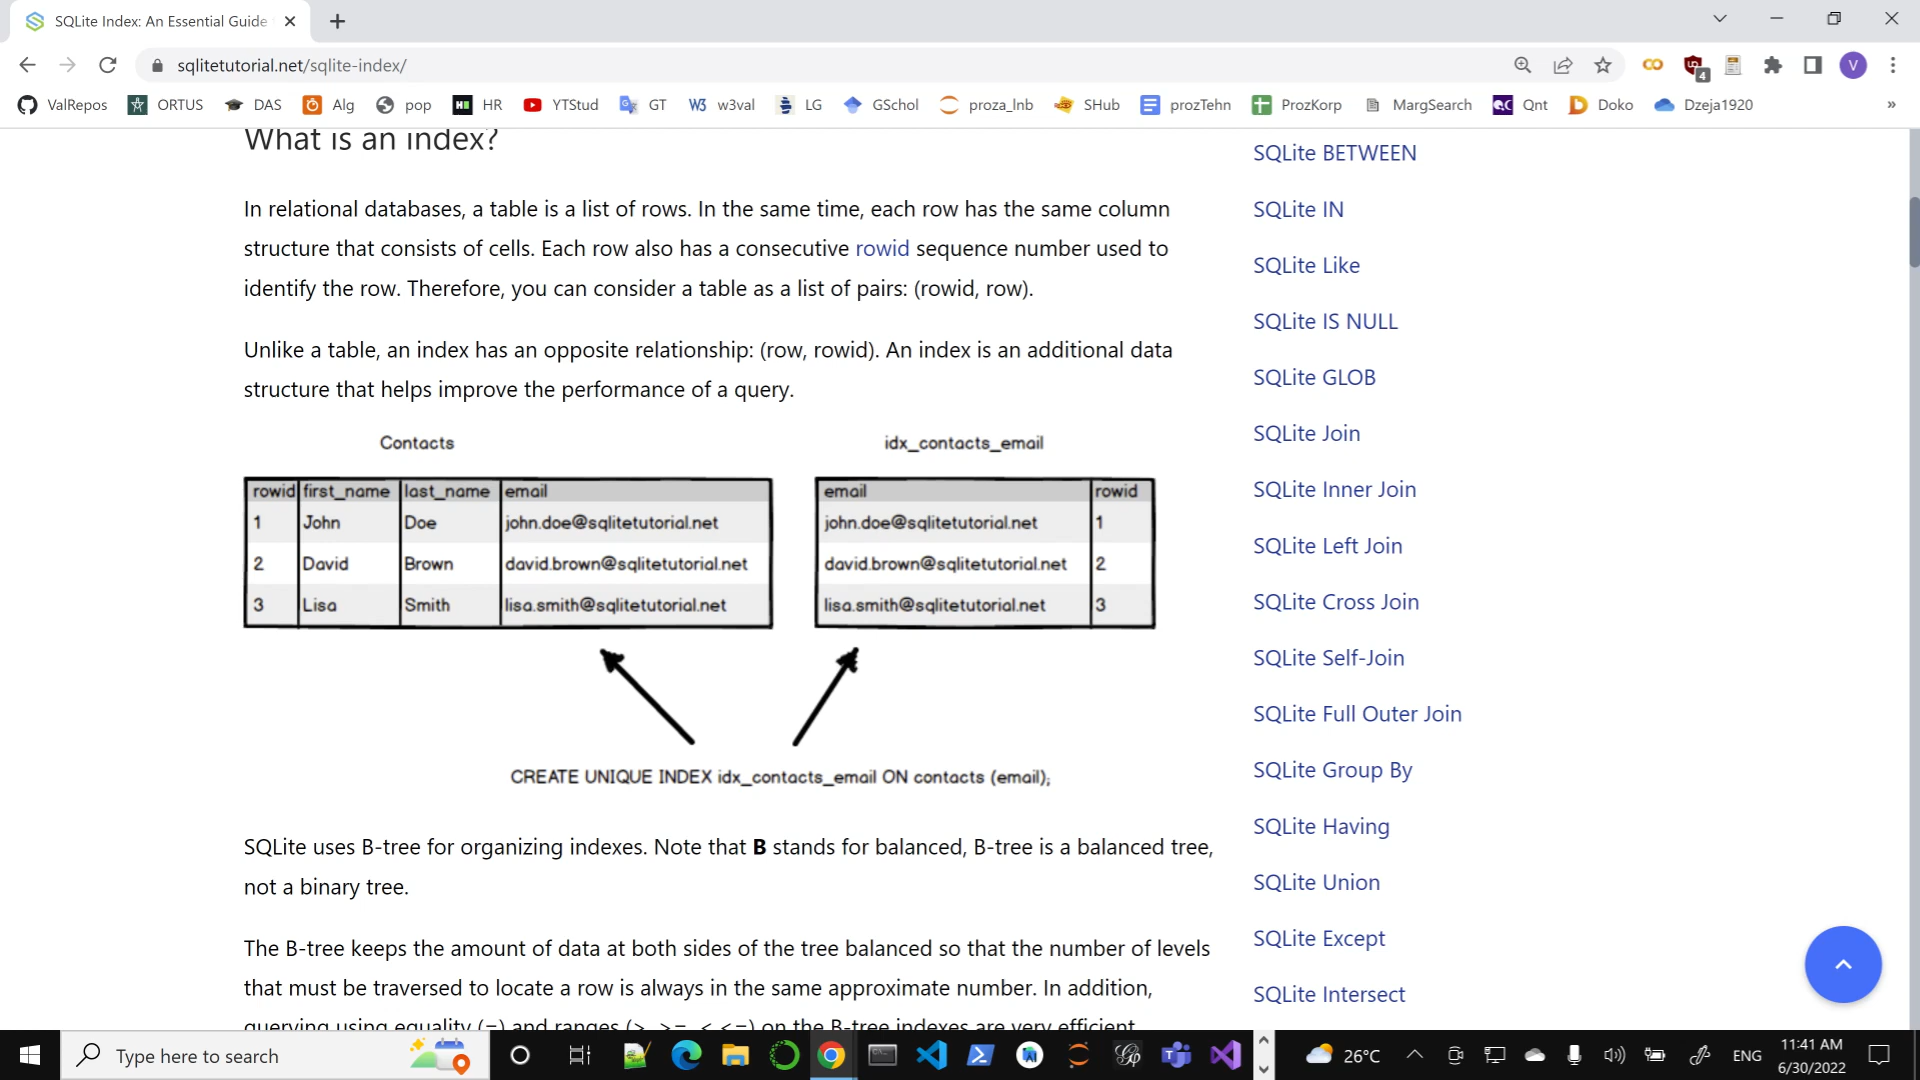 SQLite Index: An Essential Guide
sqlitetutorial.net/sqlite-index/
4
V
ValRepos ORTUS DAS Alg pop HR YTStud GT w3val LG GSchol proza_lnb SHub prozTehn ProzKorp MargSearch Qnt Doko Dzeja1920 »
What is an index?
In relational databases, a table is a list of rows. In the same time, each row has the same column
structure that consists of cells. Each row also has a consecutive rowid sequence number used to
identify the row. Therefore, you can consider a table as a list of pairs: (rowid, row).
Unlike a table, an index has an opposite relationship: (row, rowid). An index is an additional data
structure that helps improve the performance of a query.
Contacts
rowid first_name last_name email
1 John Doe john.doe@sqlitetutorial.net
2 David Brown david.brown@sqlitetutorial.net
3 Lisa Smith lisa.smith@sqlitetutorial.net
idx_contacts_email
email rowid
john.doe@sqlitetutorial.net 1
david.brown@sqlitetutorial.net 2
lisa.smith@sqlitetutorial.net 3
CREATE UNIQUE INDEX idx_contacts_email ON contacts (email);
SQLite uses B-tree for organizing indexes. Note that B stands for balanced, B-tree is a balanced tree,
not a binary tree.
The B-tree keeps the amount of data at both sides of the tree balanced so that the number of levels
that must be traversed to locate a row is always in the same approximate number. In addition,
querying using equality (=) and ranges (>, >=, <, <=) on the B-tree indexes are very efficient
SQLite BETWEEN
SQLite IN
SQLite Like
SQLite IS NULL
SQLite GLOB
SQLite Join
SQLite Inner Join
SQLite Left Join
SQLite Cross Join
SQLite Self-Join
SQLite Full Outer Join
SQLite Group By
SQLite Having
SQLite Union
SQLite Except
SQLite Intersect
Type here to search
26°C
ENG
11:41 AM
6/30/2022